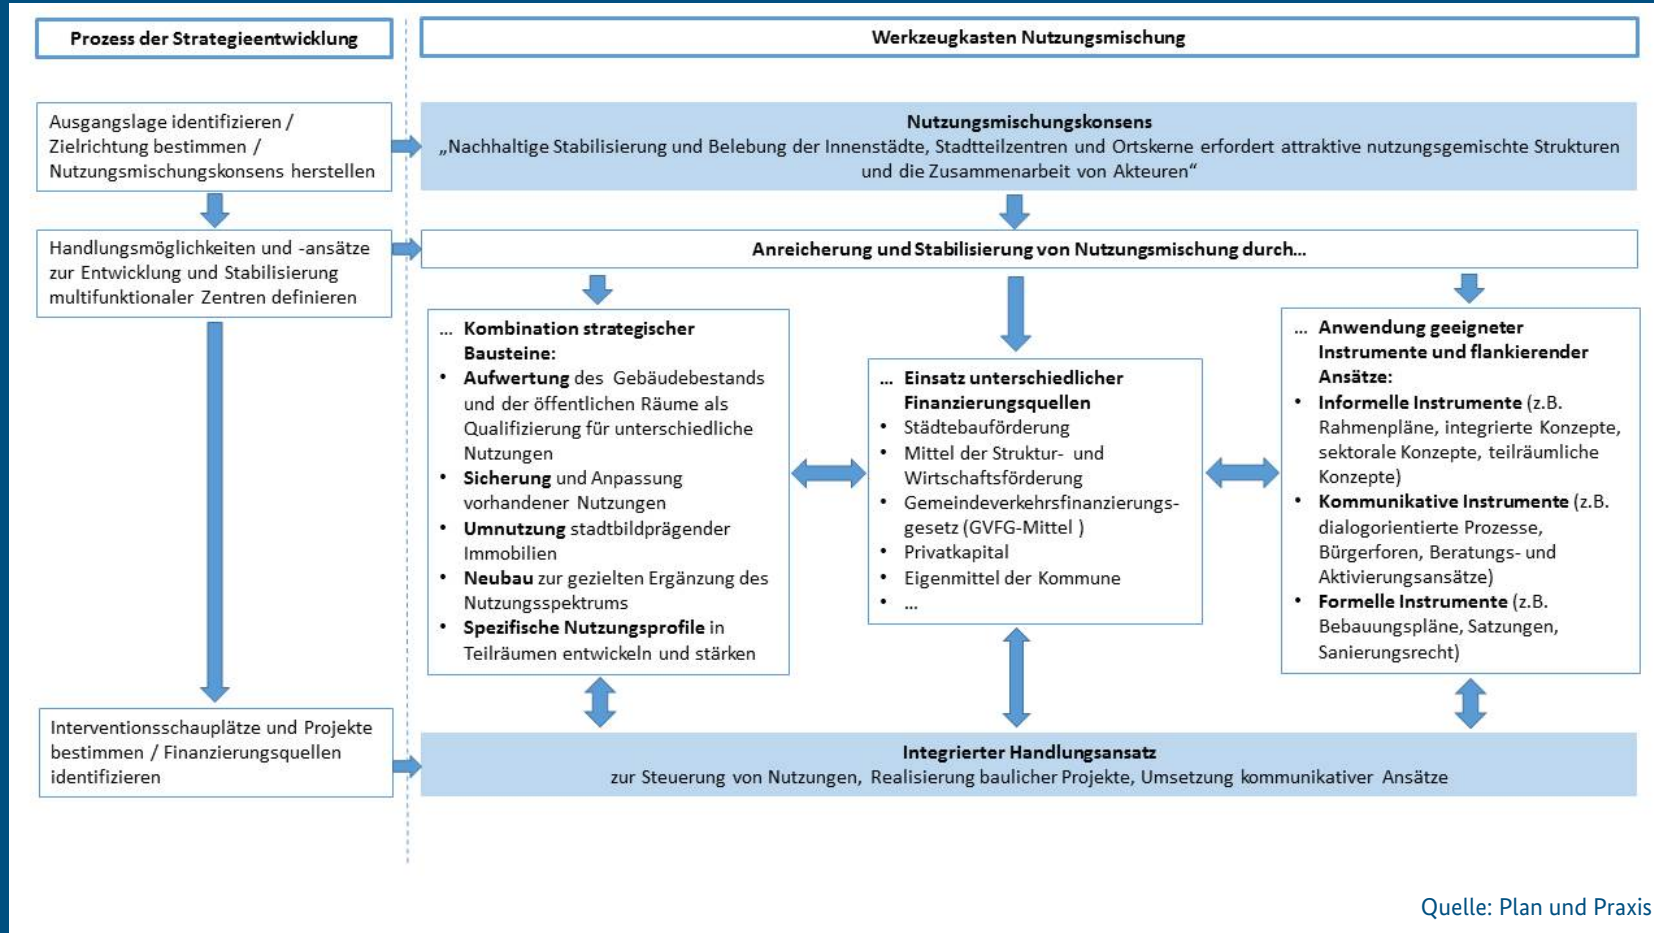 Prozess der Strategieentwicklung
Werkzeugkasten Nutzungsmischung
Ausgangslage identifizieren /
Zielrichtung bestimmen /
Nutzungsmischungskonsens herstellen
Nutzungsmischungskonsens
„Nachhaltige Stabilisierung und Belebung der Innenstädte, Stadtteilzentren und Ortskerne erfordert attraktive nutzungsgemischte Strukturen
und die Zusammenarbeit von Akteuren“
Handlungsmöglichkeiten und -ansätze
zur Entwicklung und Stabilisierung
multifunktionaler Zentren definieren
Anreicherung und Stabilisierung von Nutzungsmischung durch...
... Kombination strategischer
Bausteine:
• Aufwertung des Gebäudebestands
und der öffentlichen Räume als
Qualifizierung für unterschiedliche
Nutzungen
• Sicherung und Anpassung
vorhandener Nutzungen
• Umnutzung stadtbildprägender
Immobilien
• Neubau zur gezielten Ergänzung des
Nutzungsspektrums
• Spezifische Nutzungsprofile in
Teilräumen entwickeln und stärken
... Einsatz unterschiedlicher
Finanzierungsquellen
• Städtebauförderung
• Mittel der Struktur- und
Wirtschaftsförderung
• Gemeindeverkehrsfinanzierungs-
gesetz (GVFG-Mittel )
• Privatkapital
• Eigenmittel der Kommune
• ...
... Anwendung geeigneter
Instrumente und flankierender
Ansätze:
• Informelle Instrumente (z.B.
Rahmenpläne, integrierte Konzepte,
sektorale Konzepte, teilräumliche
Konzepte)
• Kommunikative Instrumente (z.B.
dialogorientierte Prozesse,
Bürgerforen, Beratungs- und
Aktivierungsansätze)
• Formelle Instrumente (z.B.
Bebauungspläne, Satzungen,
Sanierungsrecht)
Interventionsschauplätze und Projekte
bestimmen / Finanzierungsquellen
identifizieren
Integrierter Handlungsansatz
zur Steuerung von Nutzungen, Realisierung baulicher Projekte, Umsetzung kommunikativer Ansätze
Quelle: Plan und Praxis